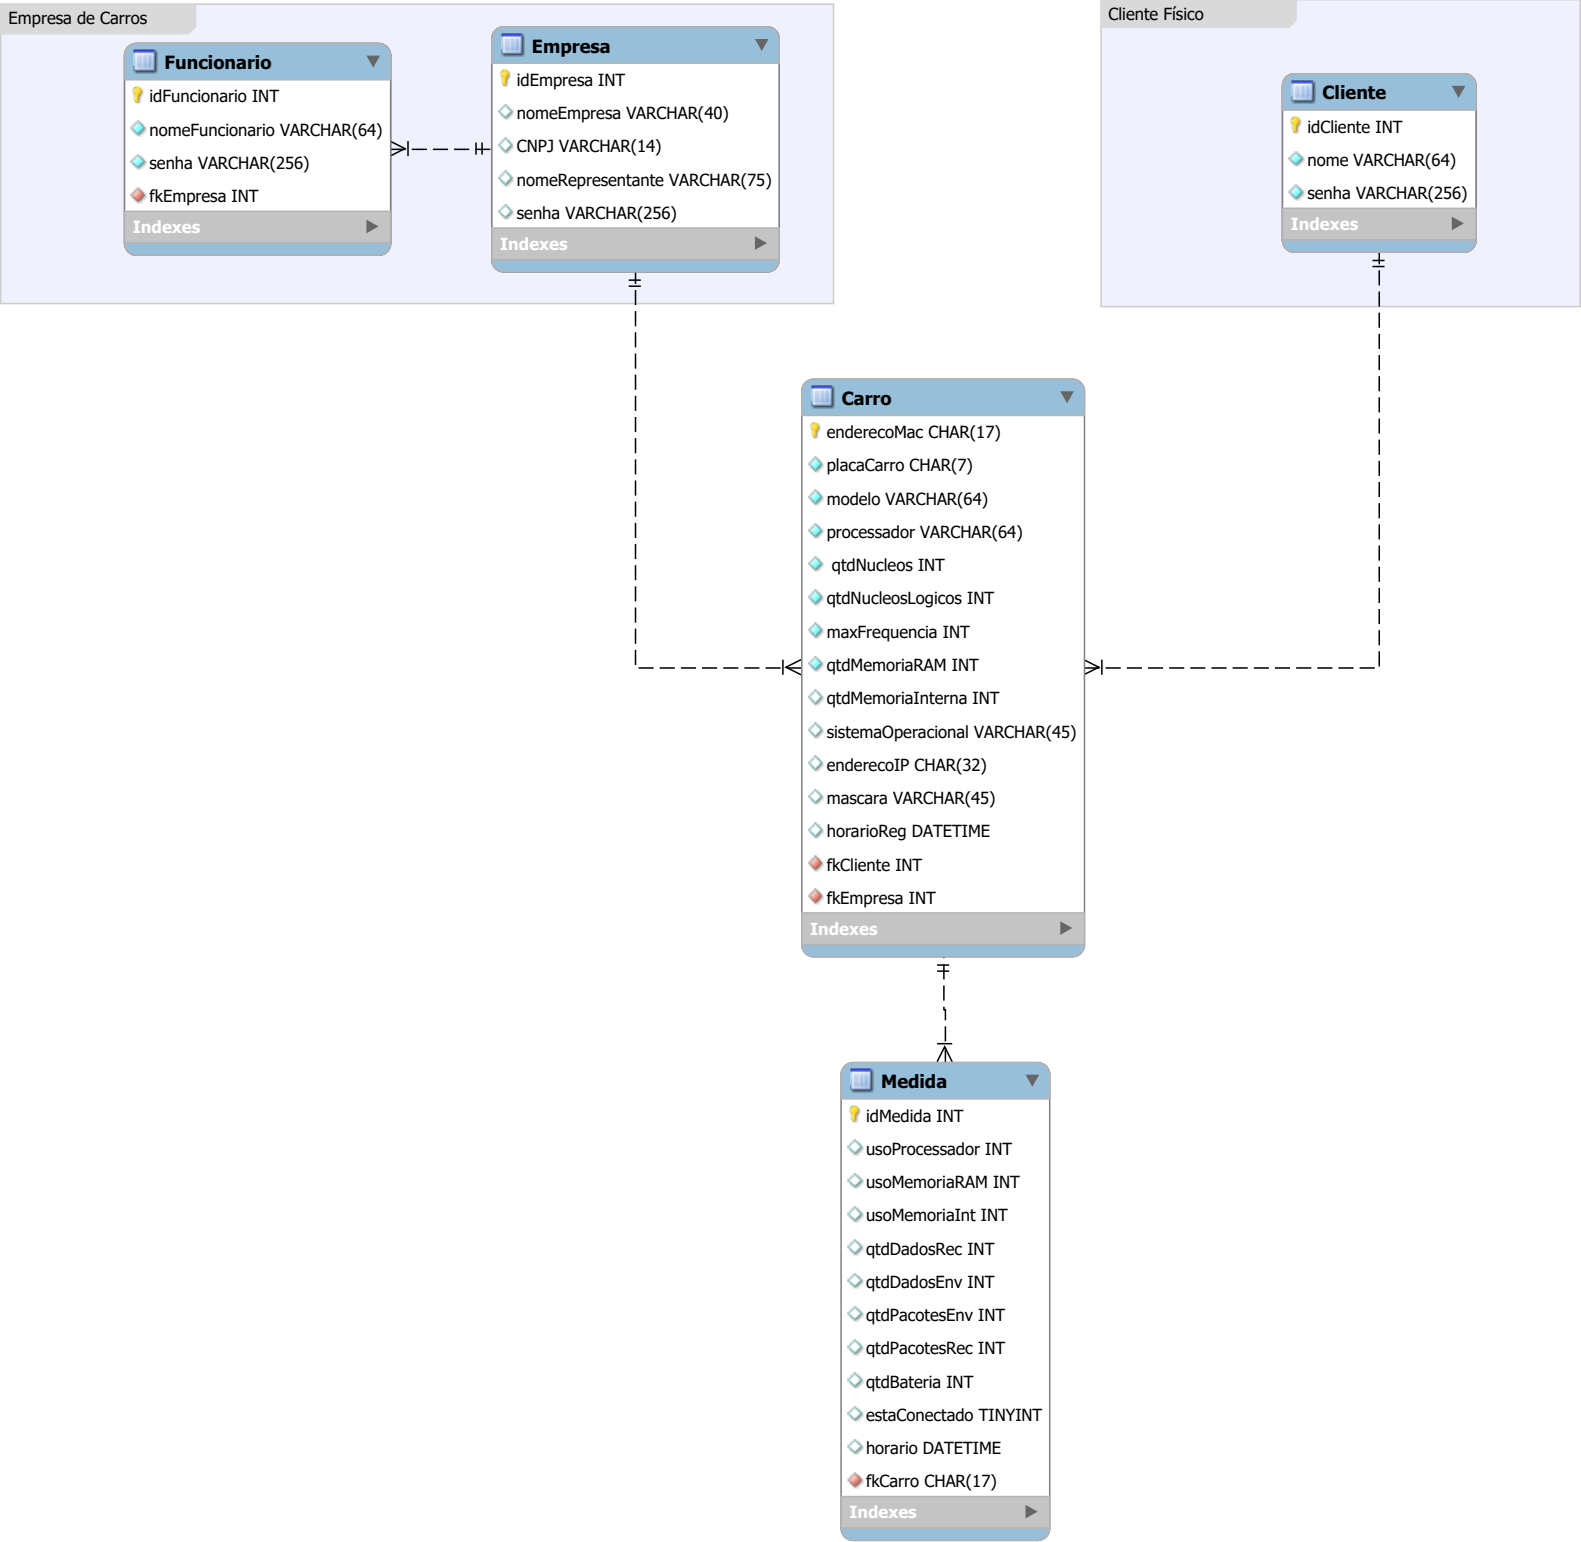 Empresa de Carros
Funcionario
idFuncionario INT
nomeFuncionario VARCHAR(64)
senha VARCHAR(256)
fkEmpresa INT
Indexes
Empresa
idEmpresa INT
nomeEmpresa VARCHAR(40)
CNPJ VARCHAR(14)
nomeRepresentante VARCHAR(75)
senha VARCHAR(256)
Indexes
Cliente Físico
Cliente
idCliente INT
nome VARCHAR(64)
senha VARCHAR(256)
Indexes
Carro
enderecoMac CHAR(17)
placaCarro CHAR(7)
modelo VARCHAR(64)
processador VARCHAR(64)
qtdNucleos INT
qtdNucleosLogicos INT
maxFrequencia INT
qtdMemoriaRAM INT
qtdMemoriaInterna INT
sistemaOperacional VARCHAR(45)
enderecoIP CHAR(32)
mascara VARCHAR(45)
horarioReg DATETIME
fkCliente INT
fkEmpresa INT
Indexes
Medida
idMedida INT
usoProcessador INT
usoMemoriaRAM INT
usoMemoriaInt INT
qtdDadosRec INT
qtdDadosEnv INT
qtdPacotesEnv INT
qtdPacotesRec INT
qtdBateria INT
estaConectado TINYINT
horario DATETIME
fkCarro CHAR(17)
Indexes